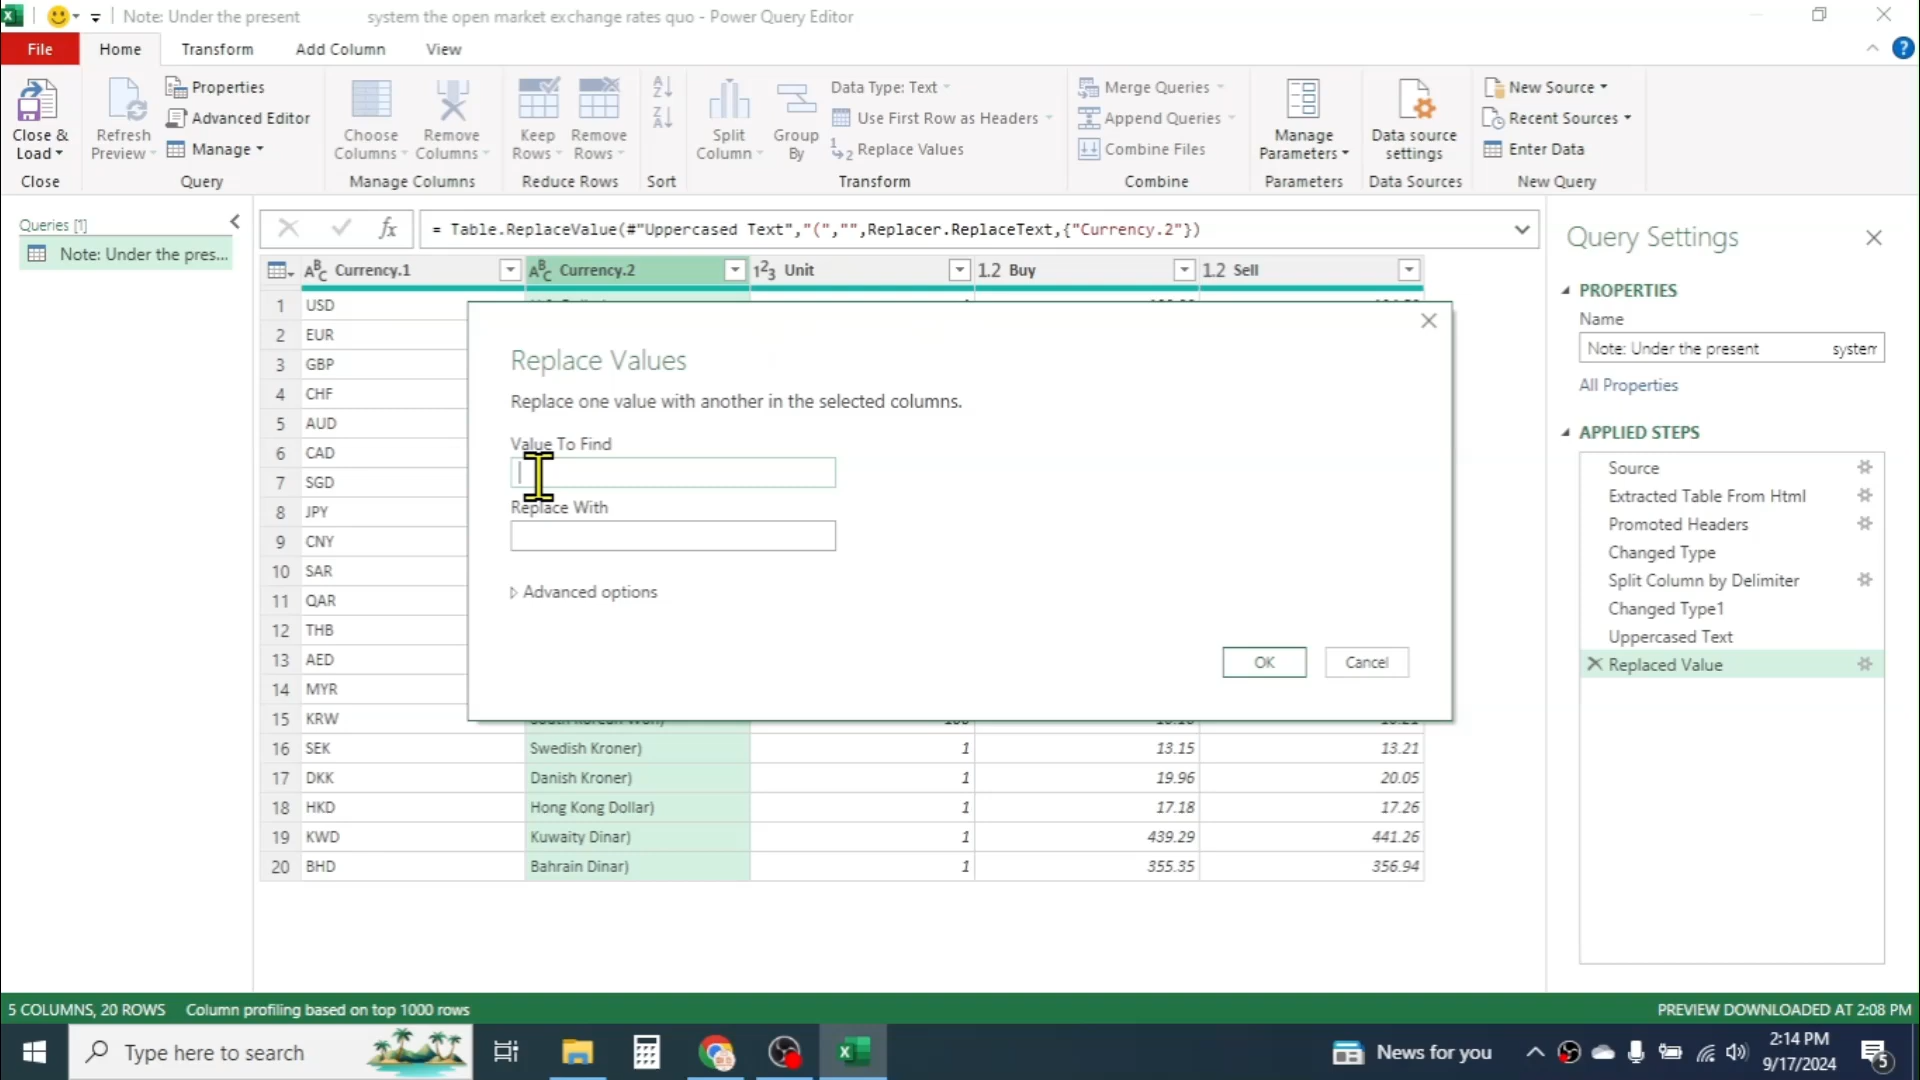 Note: Under the present system the open market exchange rates quo - Power Query Editor
File Home Transform Add Column View
Close & Load
Close
Refresh Preview
Properties
Advanced Editor
Manage
Query
Choose Columns
Remove Columns
Manage Columns
Keep Rows
Remove Rows
Reduce Rows
Sort
Split Column
Group By
Data Type: Text
Use First Row as Headers
Replace Values
Transform
Merge Queries
Append Queries
Combine Files
Combine
Manage Parameters
Parameters
Data source settings
Data Sources
New Source
Recent Sources
Enter Data
New Query
Queries [1]
Note: Under the pres...
fx = Table.ReplaceValue(#"Uppercased Text","(","",Replacer.ReplaceText,{"Currency.2"})
ABC Currency.1 ABC Currency.2 123 Unit 1.2 Buy 1.2 Sell
1 USD
2 EUR
3 GBP
4 CHF
5 AUD
6 CAD
7 SGD
8 JPY
9 CNY
10 SAR
11 QAR
12 THB
13 AED
14 MYR
15 KRW
16 SEK Swedish Kroner) 1 13.15 13.21
17 DKK Danish Kroner) 1 19.96 20.05
18 HKD Hong Kong Dollar) 1 17.18 17.26
19 KWD Kuwaity Dinar) 1 439.29 441.26
20 BHD Bahrain Dinar) 1 355.35 356.94
Replace Values
Replace one value with another in the selected columns.
Value To Find
Replace With
Advanced options
OK Cancel
Query Settings
PROPERTIES
Name
Note: Under the present system
All Properties
APPLIED STEPS
Source
Extracted Table From Html
Promoted Headers
Changed Type
Split Column by Delimiter
Changed Type1
Uppercased Text
Replaced Value
5 COLUMNS, 20 ROWS Column profiling based on top 1000 rows
PREVIEW DOWNLOADED AT 2:08 PM
Type here to search
News for you
2:14 PM
9/17/2024
5